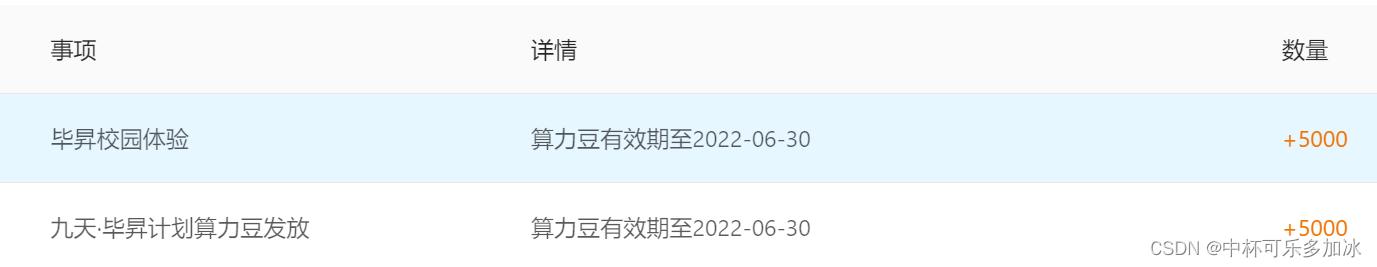 事项 详情 数量
毕昇校园体验 算力豆有效期至2022-06-30 +5000
九天·毕昇计划算力豆发放 算力豆有效期至2022-06-30 +5000
CSDN @中杯可乐多加冰